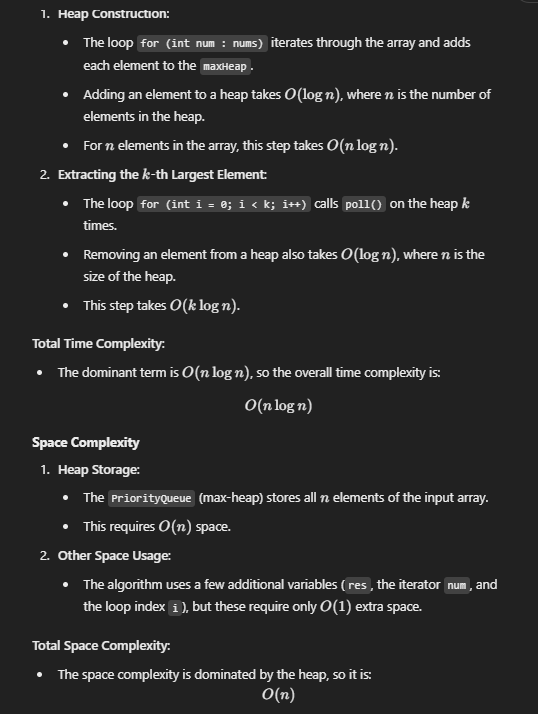 1. Heap Construction:
• The loop for (int num : nums) iterates through the array and adds
each element to the maxHeap.
• Adding an element to a heap takes O(log n), where n is the number of
elements in the heap.
• For n elements in the array, this step takes O(n log n).
2. Extracting the k-th Largest Element:
• The loop for (int i = 0; i < k; i++) calls poll() on the heap k
times.
• Removing an element from a heap also takes O(log n), where n is the
size of the heap.
• This step takes O(k log n).
Total Time Complexity:
• The dominant term is O(n log n), so the overall time complexity is:
O(n log n)
Space Complexity
1. Heap Storage:
• The PriorityQueue (max-heap) stores all n elements of the input array.
• This requires O(n) space.
2. Other Space Usage:
• The algorithm uses a few additional variables (res, the iterator num, and
the loop index i), but these require only O(1) extra space.
Total Space Complexity:
• The space complexity is dominated by the heap, so it is:
O(n)